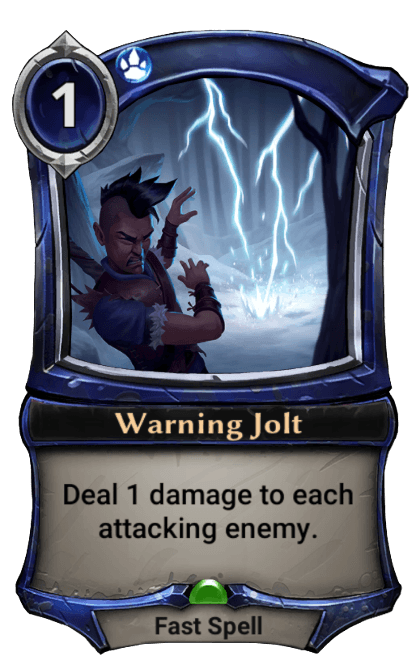 1
Warning Jolt
Deal 1 damage to each
attacking enemy.
Fast Spell